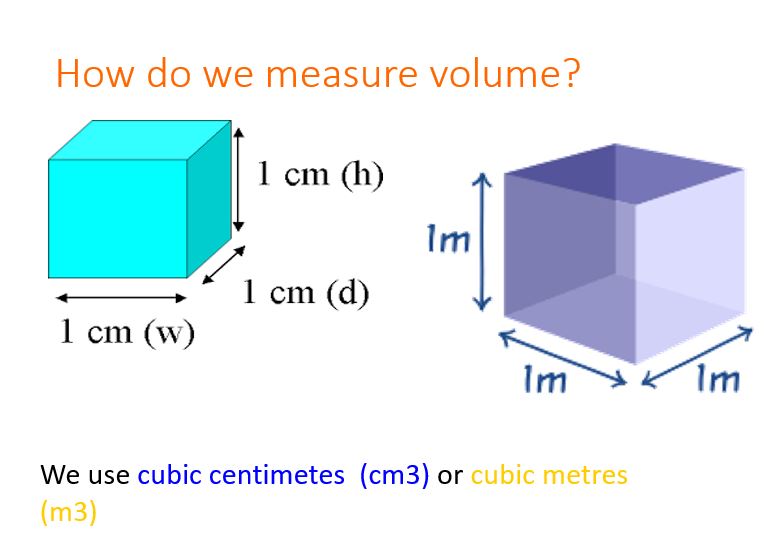 How do we measure volume?
1 cm (h)
1m
1 cm (d)
1 cm (w)
1m
1m
We use cubic centimetes  (cm3) or cubic metres
(m3)